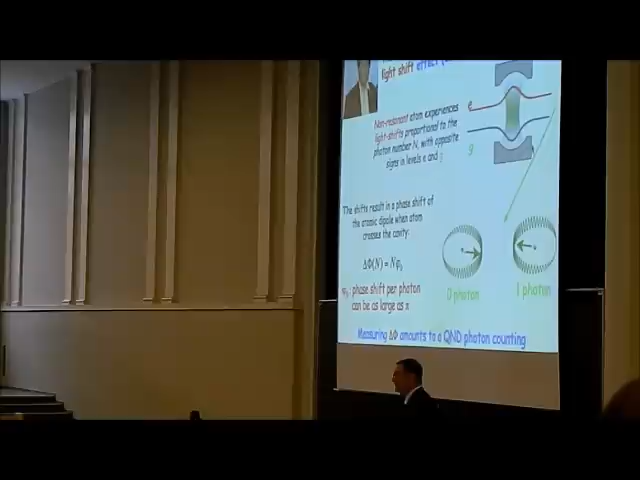 light shift effect
Non-resonant atom experiences
light-shifts proportional to the
photon number N, with opposite
signs in levels e and g
e
g
The shifts result in a phase shift of
the atomic dipole when atom
crosses the cavity:
ΔΦ(N) = Nφ₀
φ₀: phase shift per photon
can be as large as π
0 photon
1 photon
Measuring ΔΦ amounts to a QND photon counting